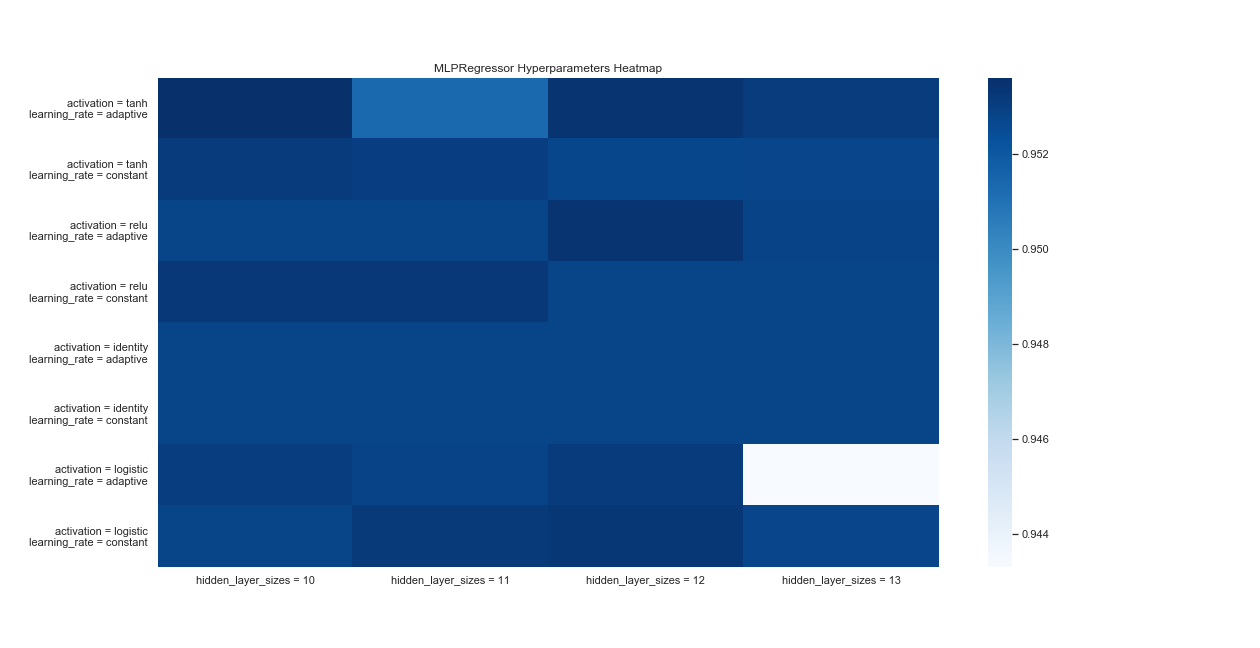 MLPRegressor Hyperparameters Heatmap
activation = tanh
learning_rate = adaptive
activation = tanh
learning_rate = constant
activation = relu
learning_rate = adaptive
activation = relu
learning_rate = constant
activation = identity
learning_rate = adaptive
activation = identity
learning_rate = constant
activation = logistic
learning_rate = adaptive
activation = logistic
learning_rate = constant
hidden_layer_sizes = 10
hidden_layer_sizes = 11
hidden_layer_sizes = 12
hidden_layer_sizes = 13
0.952
0.950
0.948
0.946
0.944